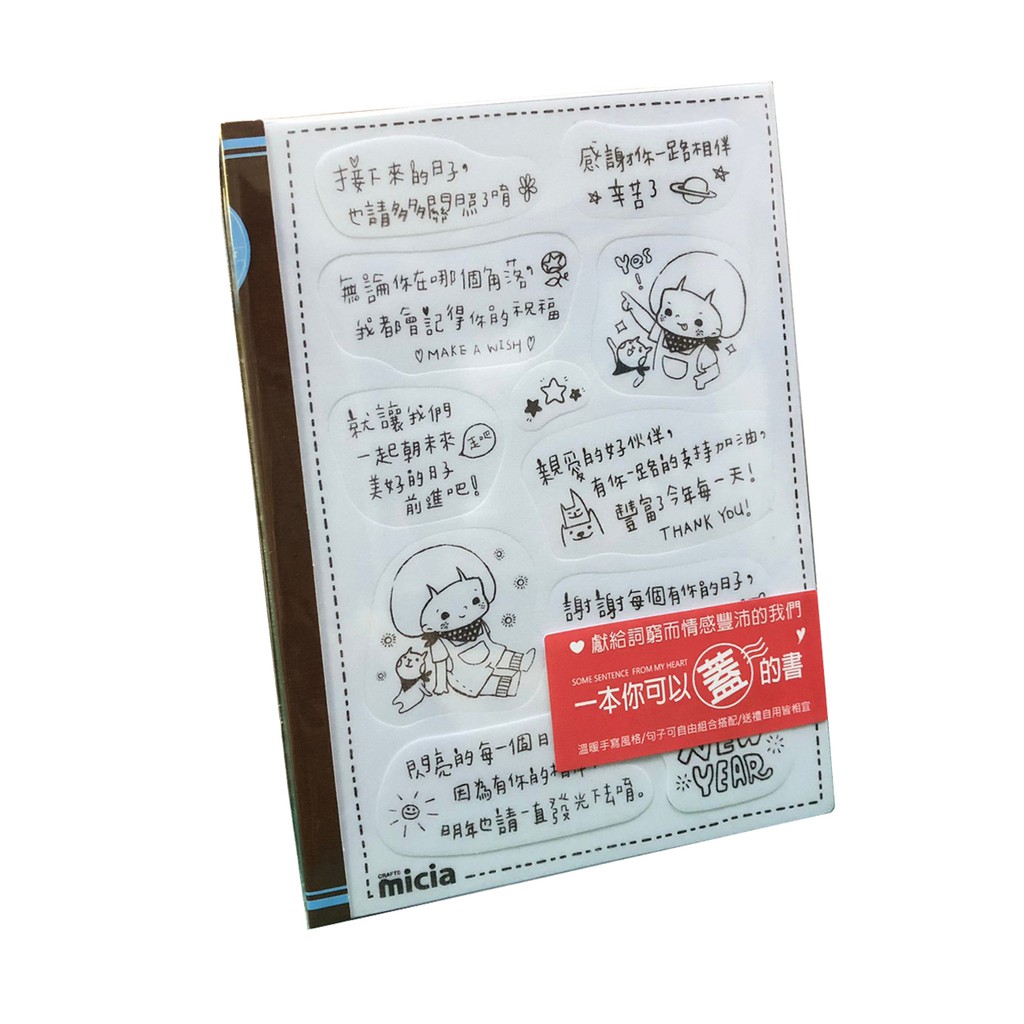 接下來的日子,
也請多多關照了唷
感謝你一路相伴
辛苦了
無論你在哪個角落,
我都會記得你的祝福
MAKE A WISH
Yes!
就讓我們
一起朝未來
走吧
美好的日子
前進吧!
親愛的好伙伴,
有你一路的支持加油,
豐富了今年每一天!
THANK YOU!
謝謝每個有你的日子,
獻給詞窮而情感豐沛的我們
SOME SENTENCE FROM MY HEART
一本你可以蓋的書
溫暖手寫風格/句子可自由組合搭配/送禮自用皆相宜
閃亮的每一個日
因為有你的相
明年也請一直發光下去唷。
NEW
YEAR
CRAFTS
micia